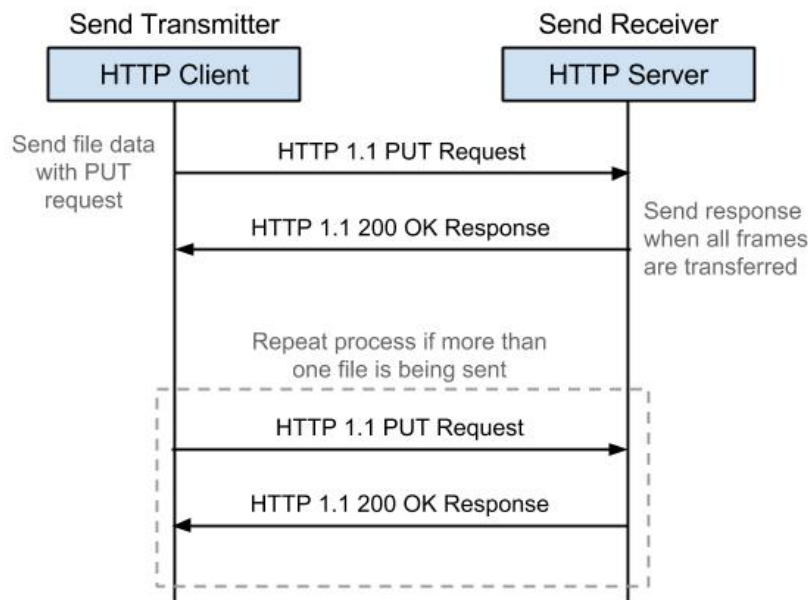 Send Transmitter
Send Receiver
HTTP Client
HTTP Server
Send file data
with PUT
request
HTTP 1.1 PUT Request
HTTP 1.1 200 OK Response
Send response
when all frames
are transferred
Repeat process if more than
one file is being sent
HTTP 1.1 PUT Request
HTTP 1.1 200 OK Response